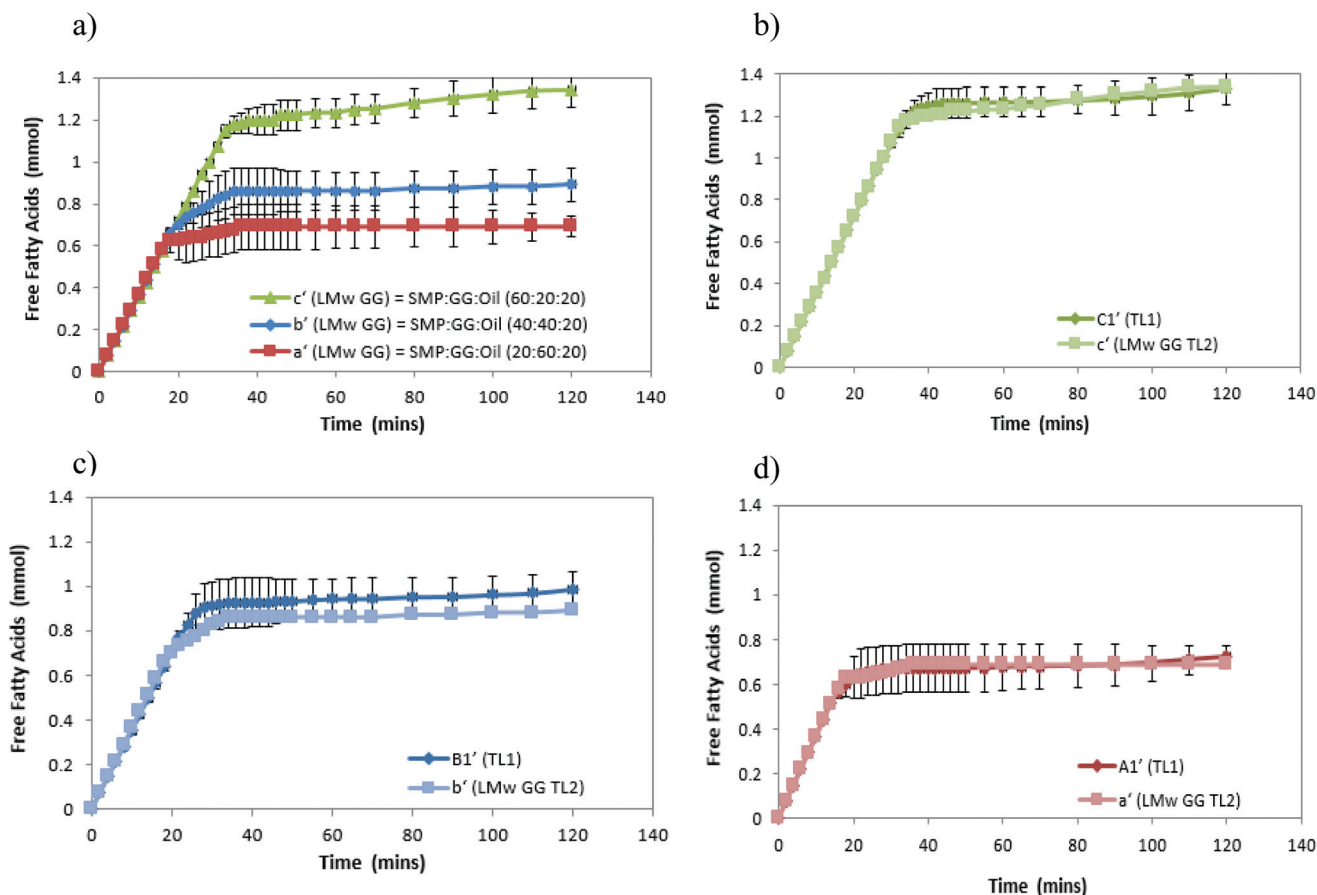 a)
1.4
1.2
1
0.8
0.6
0.4
0.2
0
Free Fatty Acids (mmol)
c‘ (LMw GG) = SMP:GG:Oil (60:20:20)
b‘ (LMw GG) = SMP:GG:Oil (40:40:20)
a‘ (LMw GG) = SMP:GG:Oil (20:60:20)
0 20 40 60 80 100 120 140
Time (mins)
b)
1.4
1.2
1
0.8
0.6
0.4
0.2
0
Free Fatty Acids (mmol)
C1’ (TL1)
c‘ (LMw GG TL2)
0 20 40 60 80 100 120 140
Time (mins)
c)
1.4
1.2
1
0.8
0.6
0.4
0.2
0
Free Fatty Acids (mmol)
B1’ (TL1)
b‘ (LMw GG TL2)
0 20 40 60 80 100 120 140
Time (mins)
d)
1.4
1.2
1
0.8
0.6
0.4
0.2
0
Free Fatty Acids (mmol)
A1’ (TL1)
a‘ (LMw GG TL2)
0 20 40 60 80 100 120 140
Time (mins)